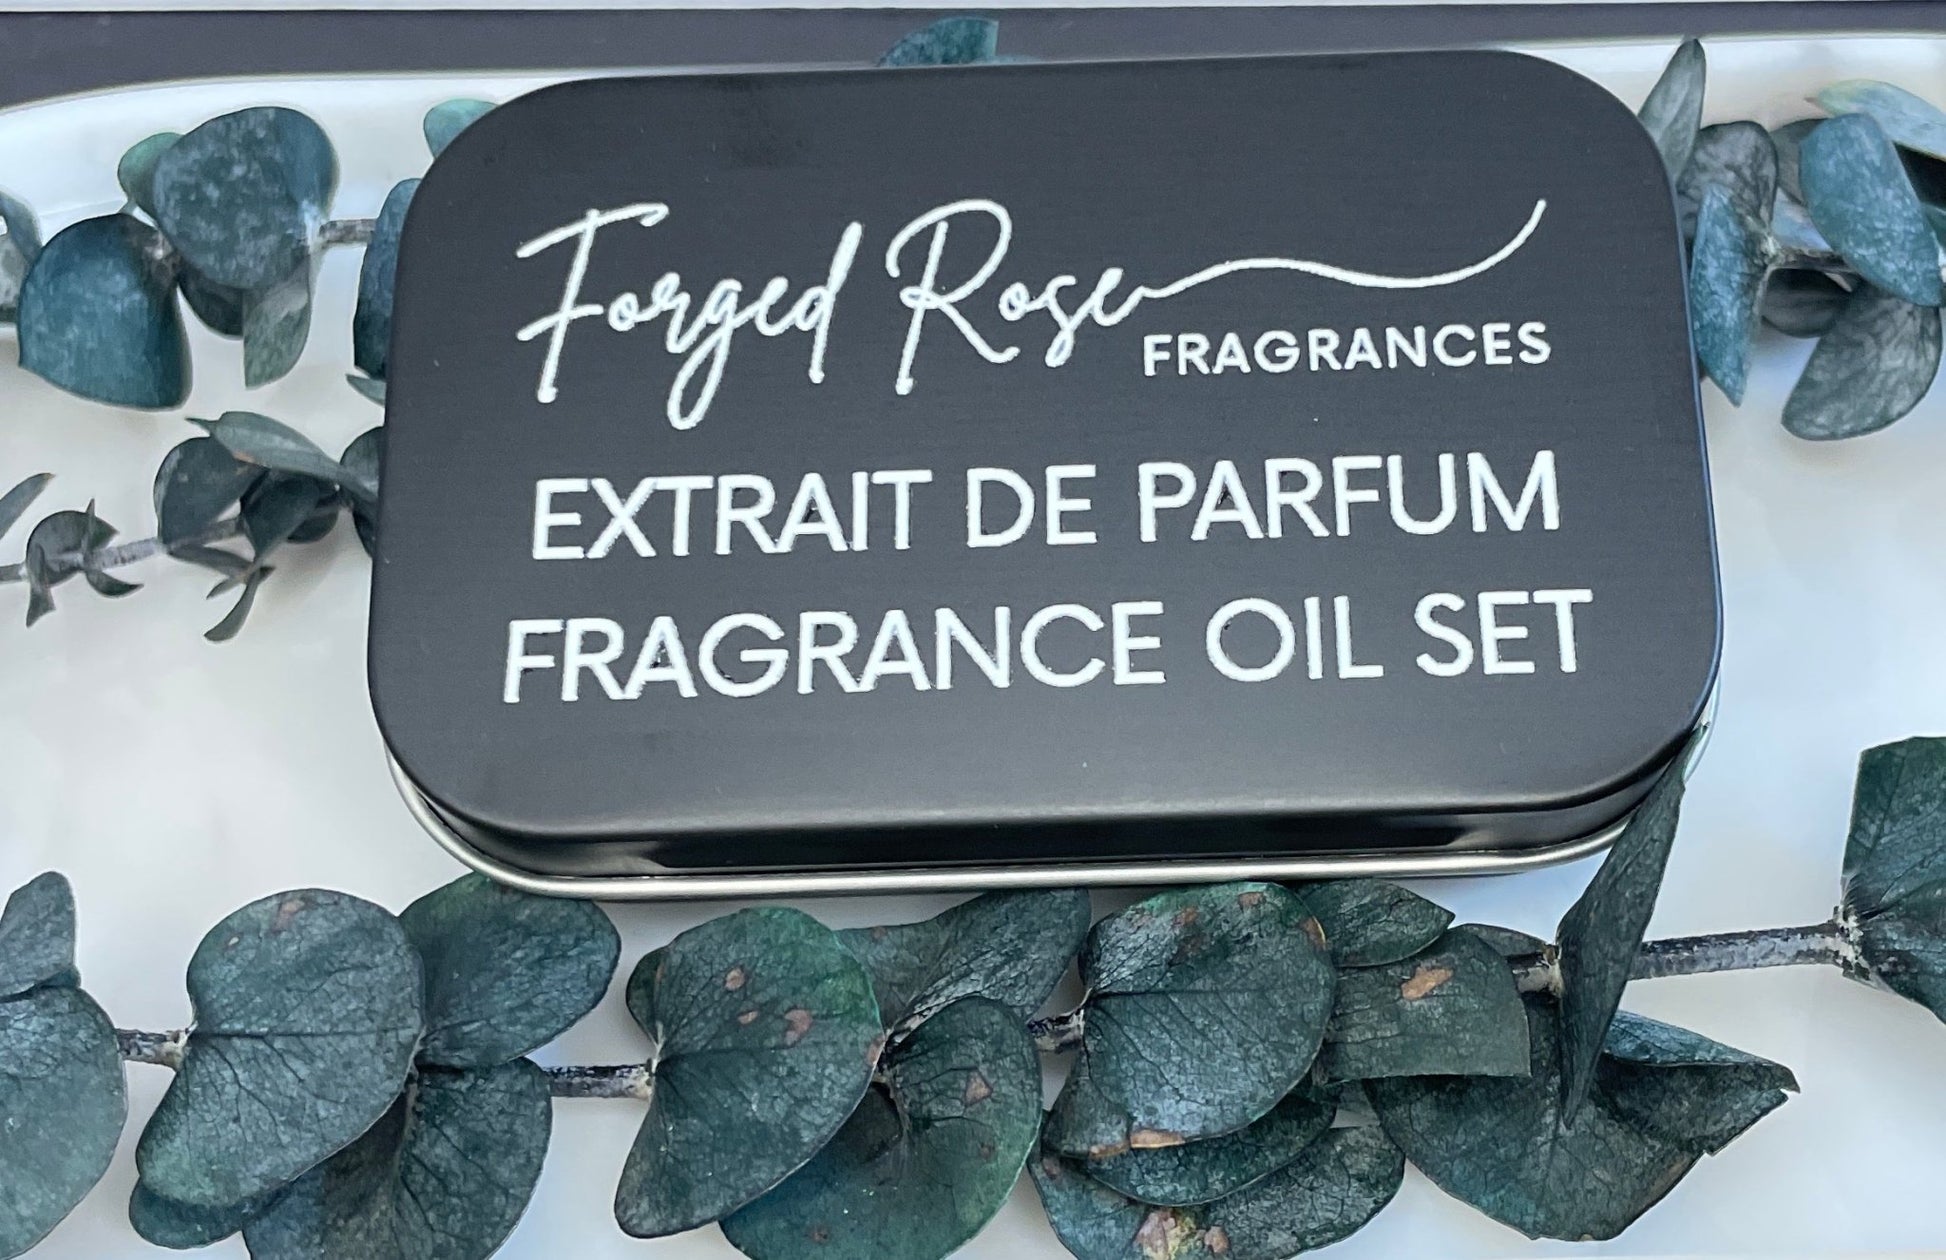 Forged Rose
FRAGRANCES
EXTRAIT DE PARFUM
FRAGRANCE OIL SET